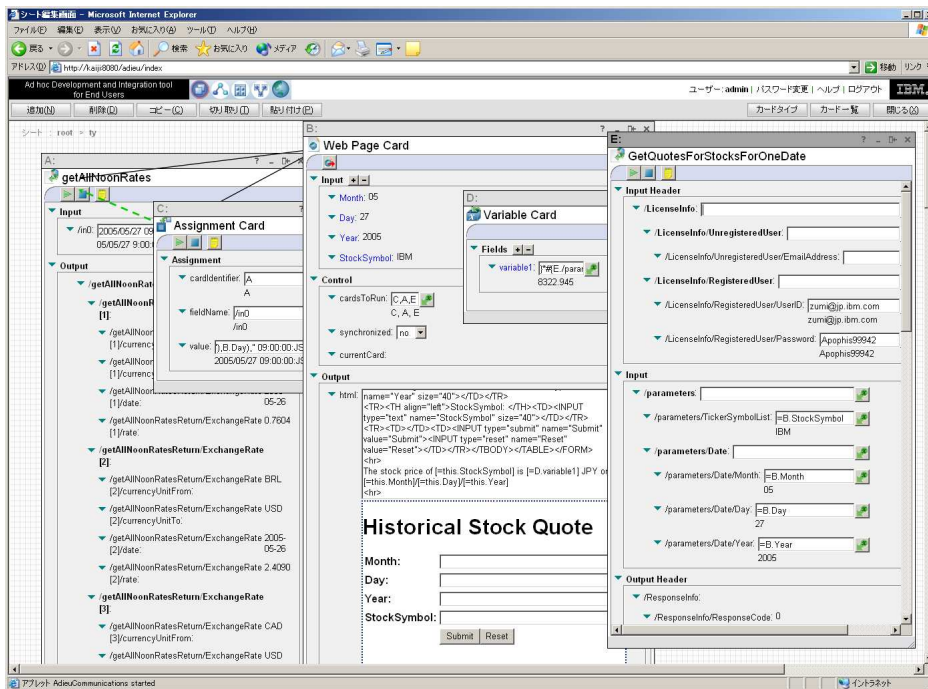 シート編集画面 - Microsoft Internet Explorer
ファイル(F) 編集(E) 表示(V) お気に入り(A) ツール(T) ヘルプ(H)
戻る 検索 お気に入り メディア
アドレス(D) http://kaiji8080/adieu/index 移動 リンク
Ad hoc Development and Integration tool for End Users
ユーザー: admin | パスワード変更 | ヘルプ | ログアウト IBM.
追加(N) 削除(D) コピー(C) 切り取り(T) 貼り付け(P) カードタイプ カード一覧 閉じる(X)
シート : root = ty
A: ? - ×
getAllNoonRates
Input
/in0: 2005/05/27 09
05/05/27 9:00:
Output
/getAllNoonR
/getAllNoonR
[1]:
/getAllNoon
[1]/currency
/getAllNoon
[1]/currenc
/getAllNoon
[1]/date: 05-26
/getAllNoonRatesReturn/ExchangeRate 0.7604
[1]/rate:
/getAllNoonRatesReturn/ExchangeRate
[2]:
/getAllNoonRatesReturn/ExchangeRate BRL
[2]/currencyUnitFrom:
/getAllNoonRatesReturn/ExchangeRate USD
[2]/currencyUnitTo:
/getAllNoonRatesReturn/ExchangeRate 2005-
[2]/date: 05-26
/getAllNoonRatesReturn/ExchangeRate 2.4090
[2]/rate:
/getAllNoonRatesReturn/ExchangeRate
[3]:
/getAllNoonRatesReturn/ExchangeRate CAD
[3]/currencyUnitFrom:
/getAllNoonRatesReturn/ExchangeRate USD
C: ?
Assignment Card
Assignment
cardIdentifier: A
A
fieldName: /in0
/in0
value: ),B.Day)," 09:00:00:JS
2005/05/27 09:00:00:JS
B: ? - ×
Web Page Card
Input + -
Month: 05
Day: 27
Year: 2005
StockSymbol: IBM
Control
cardsToRun: C,A,E
C, A, E
synchronized: no
currentCard:
Output
html: name="Year" size="40"></TD></TR>
<TR><TH align="left">StockSymbol: </TH><TD><INPUT
type="text" name="StockSymbol" size="40"></TD></TR>
<TR><TD></TD><TD><INPUT type="submit" name="Submit"
value="Submit"><INPUT type="reset" name="Reset"
value="Reset"></TD></TR></TBODY></TABLE></FORM>
<hr>
The stock price of [=this.StockSymbol] is [=D.variable1] JPY on
[=this.Month]/[=this.Day]/[=this.Year]
<hr>
Historical Stock Quote
Month:
Day:
Year:
StockSymbol:
Submit Reset
D:
Variable Card
Fields + -
variable1: )*#(E./parar
8322.945
E: ? - ×
GetQuotesForStocksForOneDate
Input Header
/LicenseInfo:
/LicenseInfo/UnregisteredUser:
/LicenseInfo/UnregisteredUser/EmailAddress:
/LicenseInfo/RegisteredUser:
/LicenseInfo/RegisteredUser/UserID: zumi@jp.ibm.com
zumi@jp.ibm.com
/LicenseInfo/RegisteredUser/Password: Apophis99942
Apophis99942
Input
/parameters:
/parameters/TickerSymbolList: =B.StockSymbol
IBM
/parameters/Date:
/parameters/Date/Month: =B.Month
05
/parameters/Date/Day: =B.Day
27
/parameters/Date/Year: =B.Year
2005
Output Header
/ResponseInfo:
/ResponseInfo/ResponseCode: 0
アプレット AdieuCommunications started イントラネット